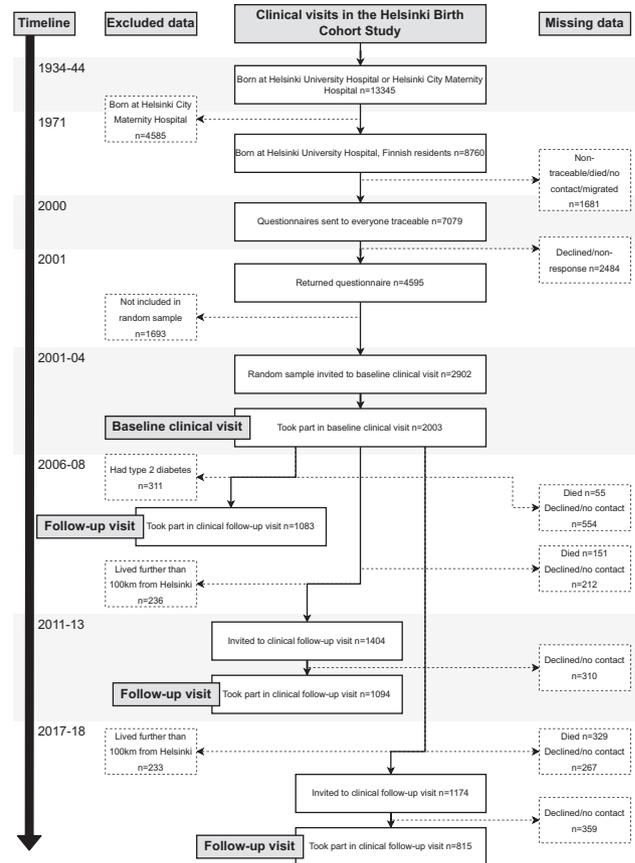 Timeline
Excluded data
Clinical visits in the Helsinki Birth
Cohort Study
Missing data
1934-44
Born at Helsinki University Hospital or Helsinki City Maternity
Hospital n=13345
Born at Helsinki City
Maternity Hospital
n=4585
1971
Born at Helsinki University Hospital, Finnish residents n=8760
Non-
traceable/died/no
contact/migrated
n=1681
2000
Questionnaires sent to everyone traceable n=7079
Declined/non-
response n=2484
2001
Returned questionnaire n=4595
Not included in
random sample
n=1693
2001-04
Random sample invited to baseline clinical visit n=2902
Baseline clinical visit
Took part in baseline clinical visit n=2003
2006-08
Had type 2 diabetes
n=311
Died n=55
Declined/no contact
n=554
Follow-up visit
Took part in clinical follow-up visit n=1083
Died n=151
Declined/no contact
n=212
Lived further than
100km from Helsinki
n=236
2011-13
Invited to clinical follow-up visit n=1404
Declined/no contact
n=310
Follow-up visit
Took part in clinical follow-up visit n=1094
2017-18
Lived further than
100km from Helsinki
n=233
Died n=329
Declined/no contact
n=267
Invited to clinical follow-up visit n=1174
Declined/no contact
n=359
Follow-up visit
Took part in clinical follow-up visit n=815